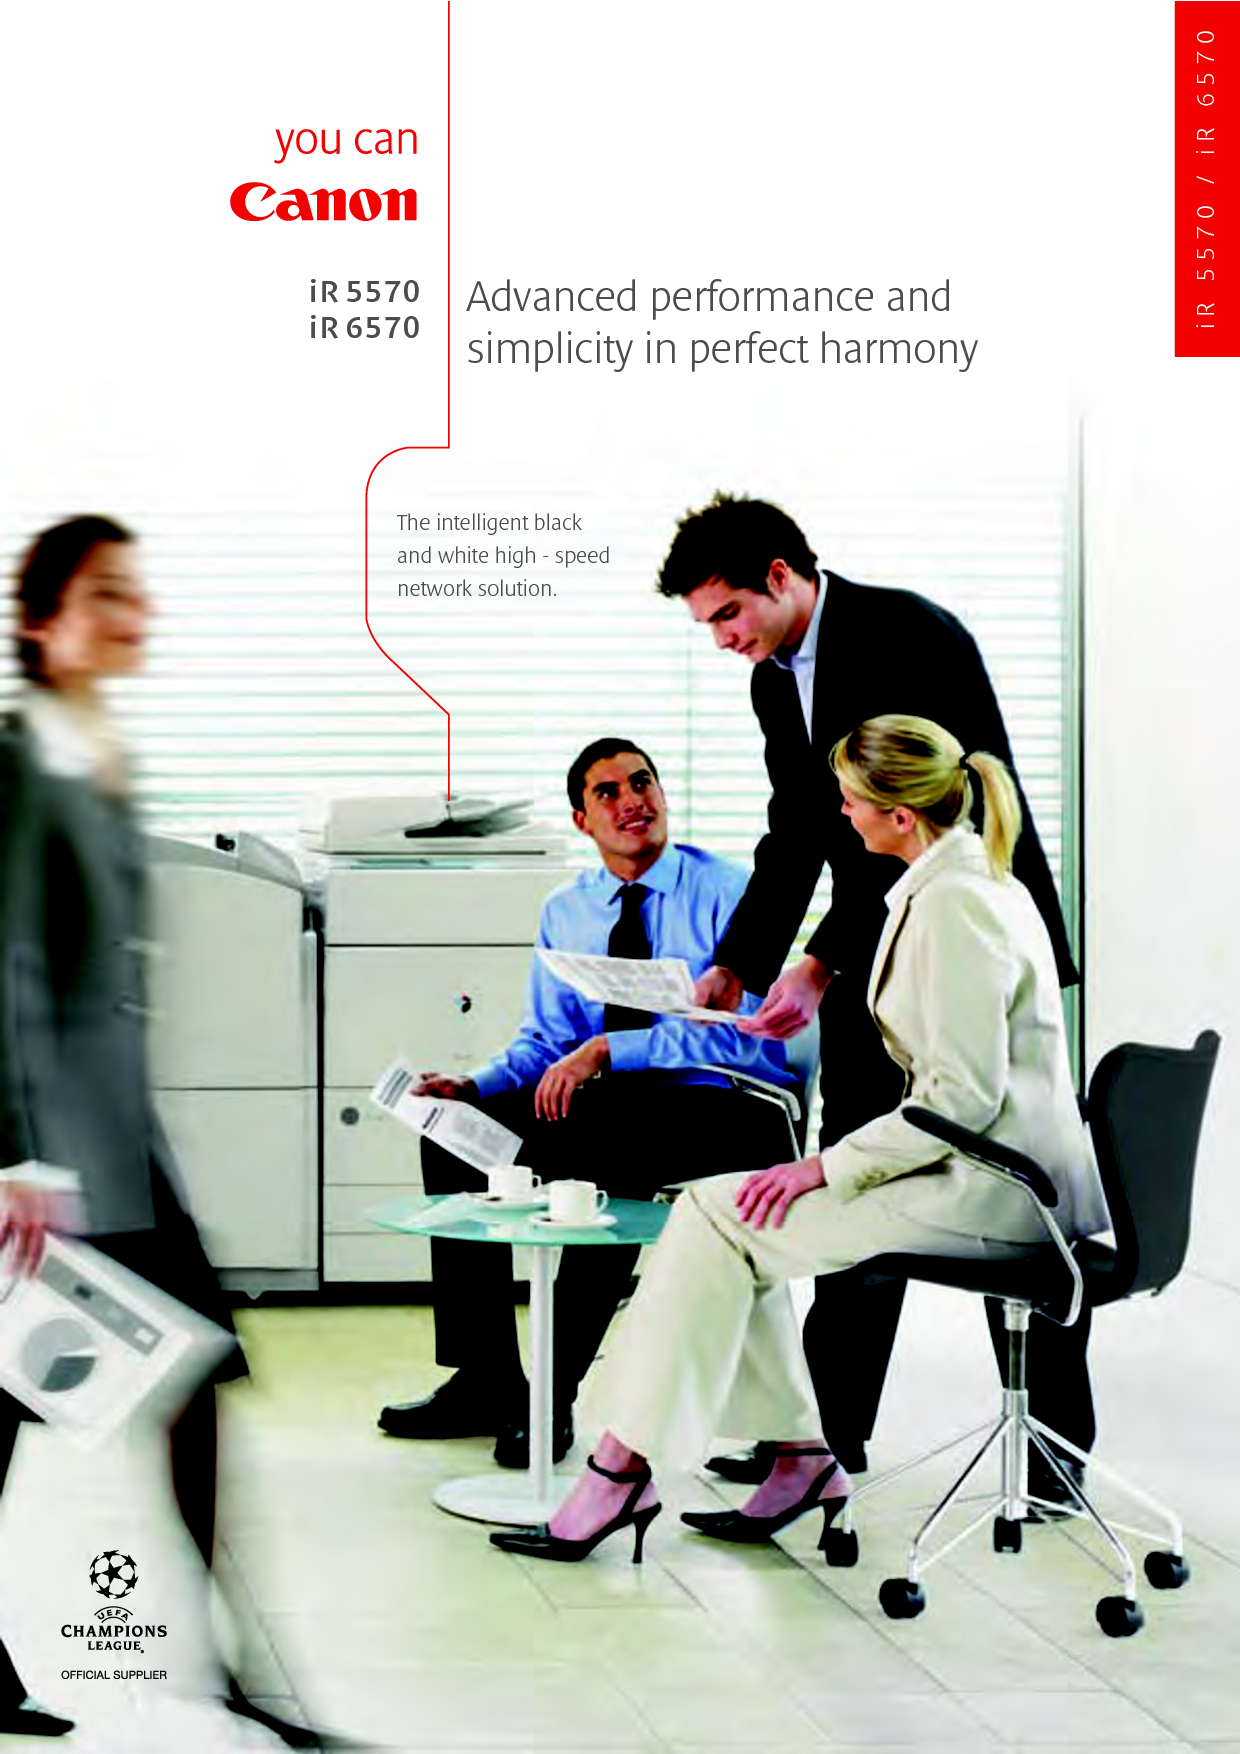 you can
Canon
iR 5570
iR 6570
Advanced performance and
simplicity in perfect harmony
iR 5570 / iR 6570
The intelligent black
and white high - speed
network solution.
UEFA
CHAMPIONS
LEAGUE®
OFFICIAL SUPPLIER